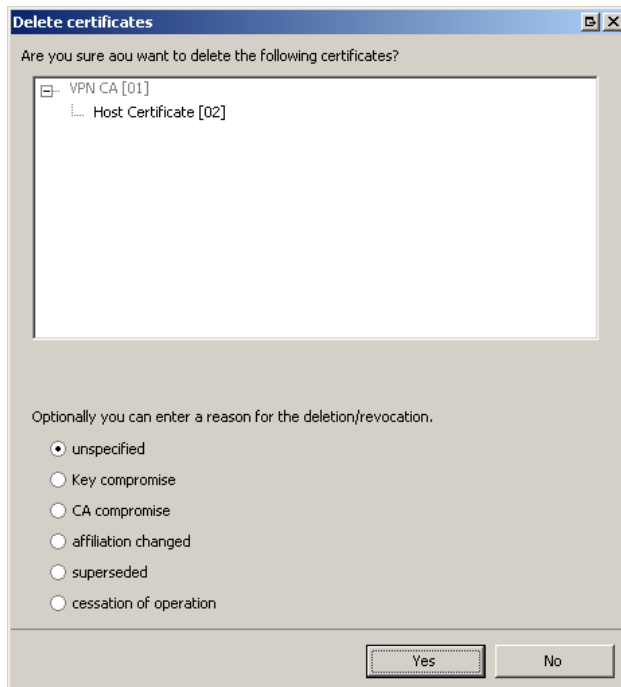 Delete certificates
Are you sure aou want to delete the following certificates?
VPN CA [01]
Host Certificate [02]
Optionally you can enter a reason for the deletion/revocation.
unspecified
Key compromise
CA compromise
affiliation changed
superseded
cessation of operation
Yes No